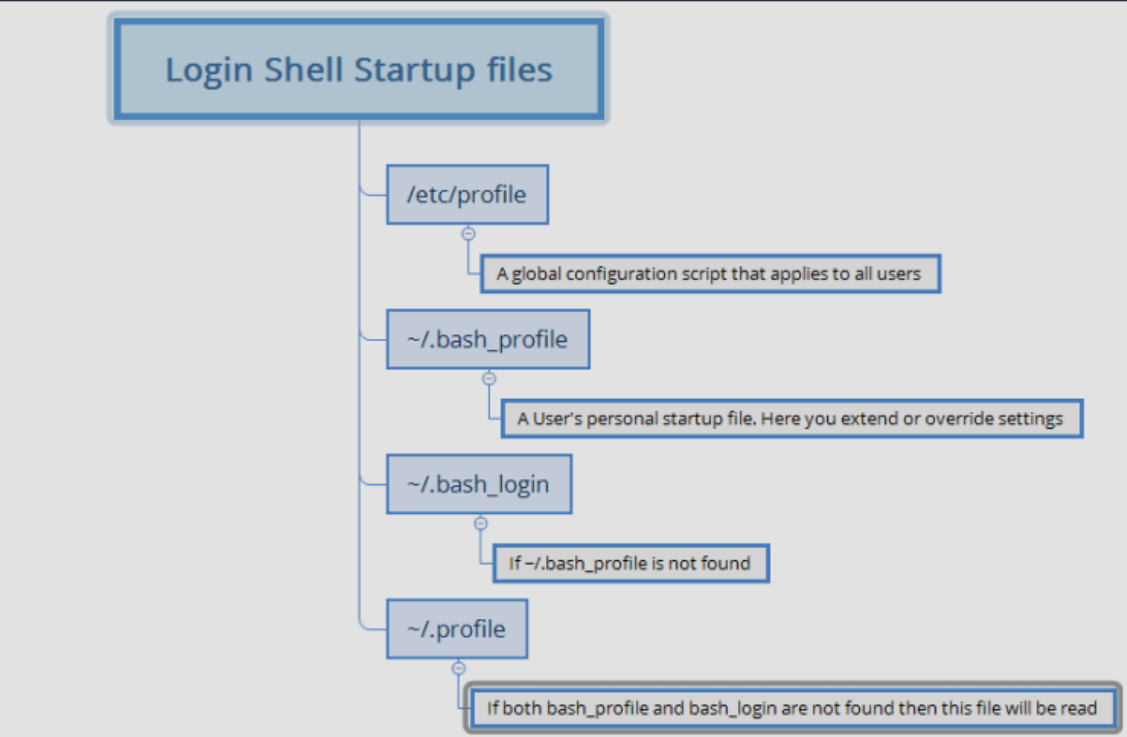 Login Shell Startup files
/etc/profile
A global configuration script that applies to all users
~/.bash_profile
A User's personal startup file. Here you extend or override settings
~/.bash_login
If ~/.bash_profile is not found
~/.profile
If both bash_profile and bash_login are not found then this file will be read